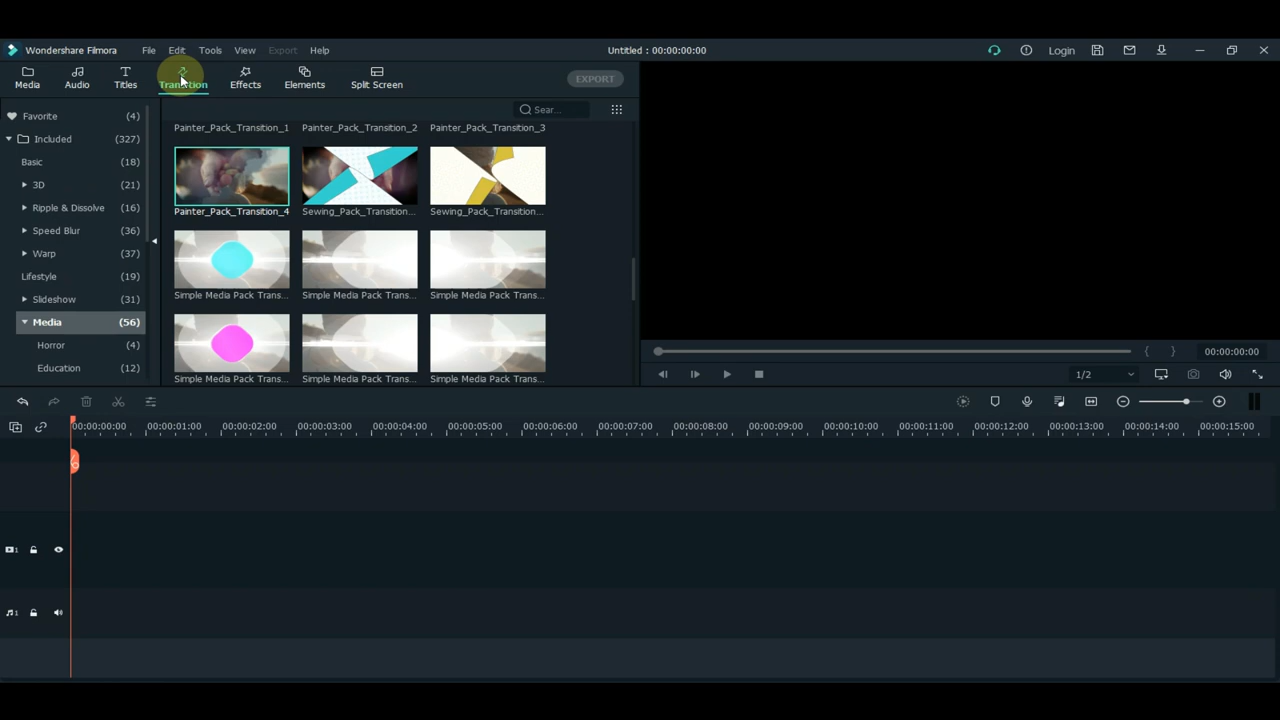 Wondershare Filmora File Edit Tools View Export Help Untitled : 00:00:00:00 Login
Media Audio Titles Transition Effects Elements Split Screen EXPORT
Favorite (4)
Included (327)
Basic (18)
3D (21)
Ripple & Dissolve (16)
Speed Blur (36)
Warp (37)
Lifestyle (19)
Slideshow (31)
Media (56)
Horror (4)
Education (12)
Sear...
Painter_Pack_Transition_1 Painter_Pack_Transition_2 Painter_Pack_Transition_3
Painter_Pack_Transition_4 Sewing_Pack_Transition... Sewing_Pack_Transition...
Simple Media Pack Trans... Simple Media Pack Trans... Simple Media Pack Trans...
Simple Media Pack Trans... Simple Media Pack Trans... Simple Media Pack Trans...
00:00:00:00
1/2
00:00:00:00 00:00:01:00 00:00:02:00 00:00:03:00 00:00:04:00 00:00:05:00 00:00:06:00 00:00:07:00 00:00:08:00 00:00:09:00 00:00:10:00 00:00:11:00 00:00:12:00 00:00:13:00 00:00:14:00 00:00:15:00
1
1